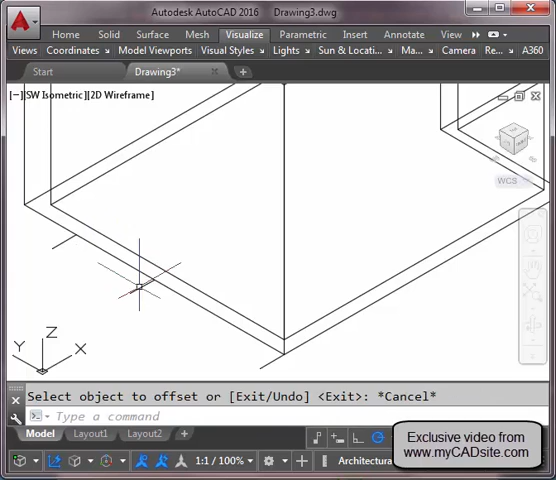 Autodesk AutoCAD 2016 Drawing3.dwg
Home Solid Surface Mesh Visualize Parametric Insert Annotate View
Views Coordinates Model Viewports Visual Styles Lights Sun & Locati... Ma... Camera Re... A360
Start Drawing3*
[−][SW Isometric][2D Wireframe]
WCS
Z
Y X
Select object to offset or [Exit/Undo] <Exit>: *Cancel*
Type a command
Model Layout1 Layout2
1:1 / 100% Architectura
Exclusive video from
www.myCADsite.com